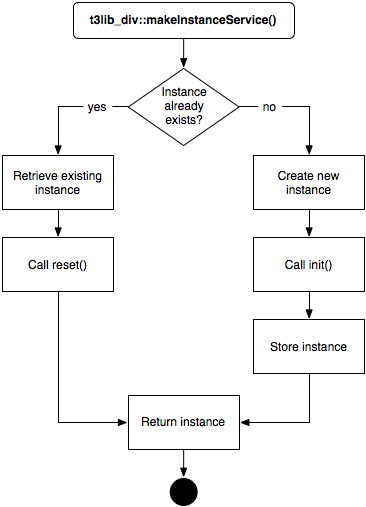 t3lib_div::makeInstanceService()
Instance
already
exists?
yes
no
Retrieve existing
instance
Create new
instance
Call reset()
Call init()
Store instance
Return instance